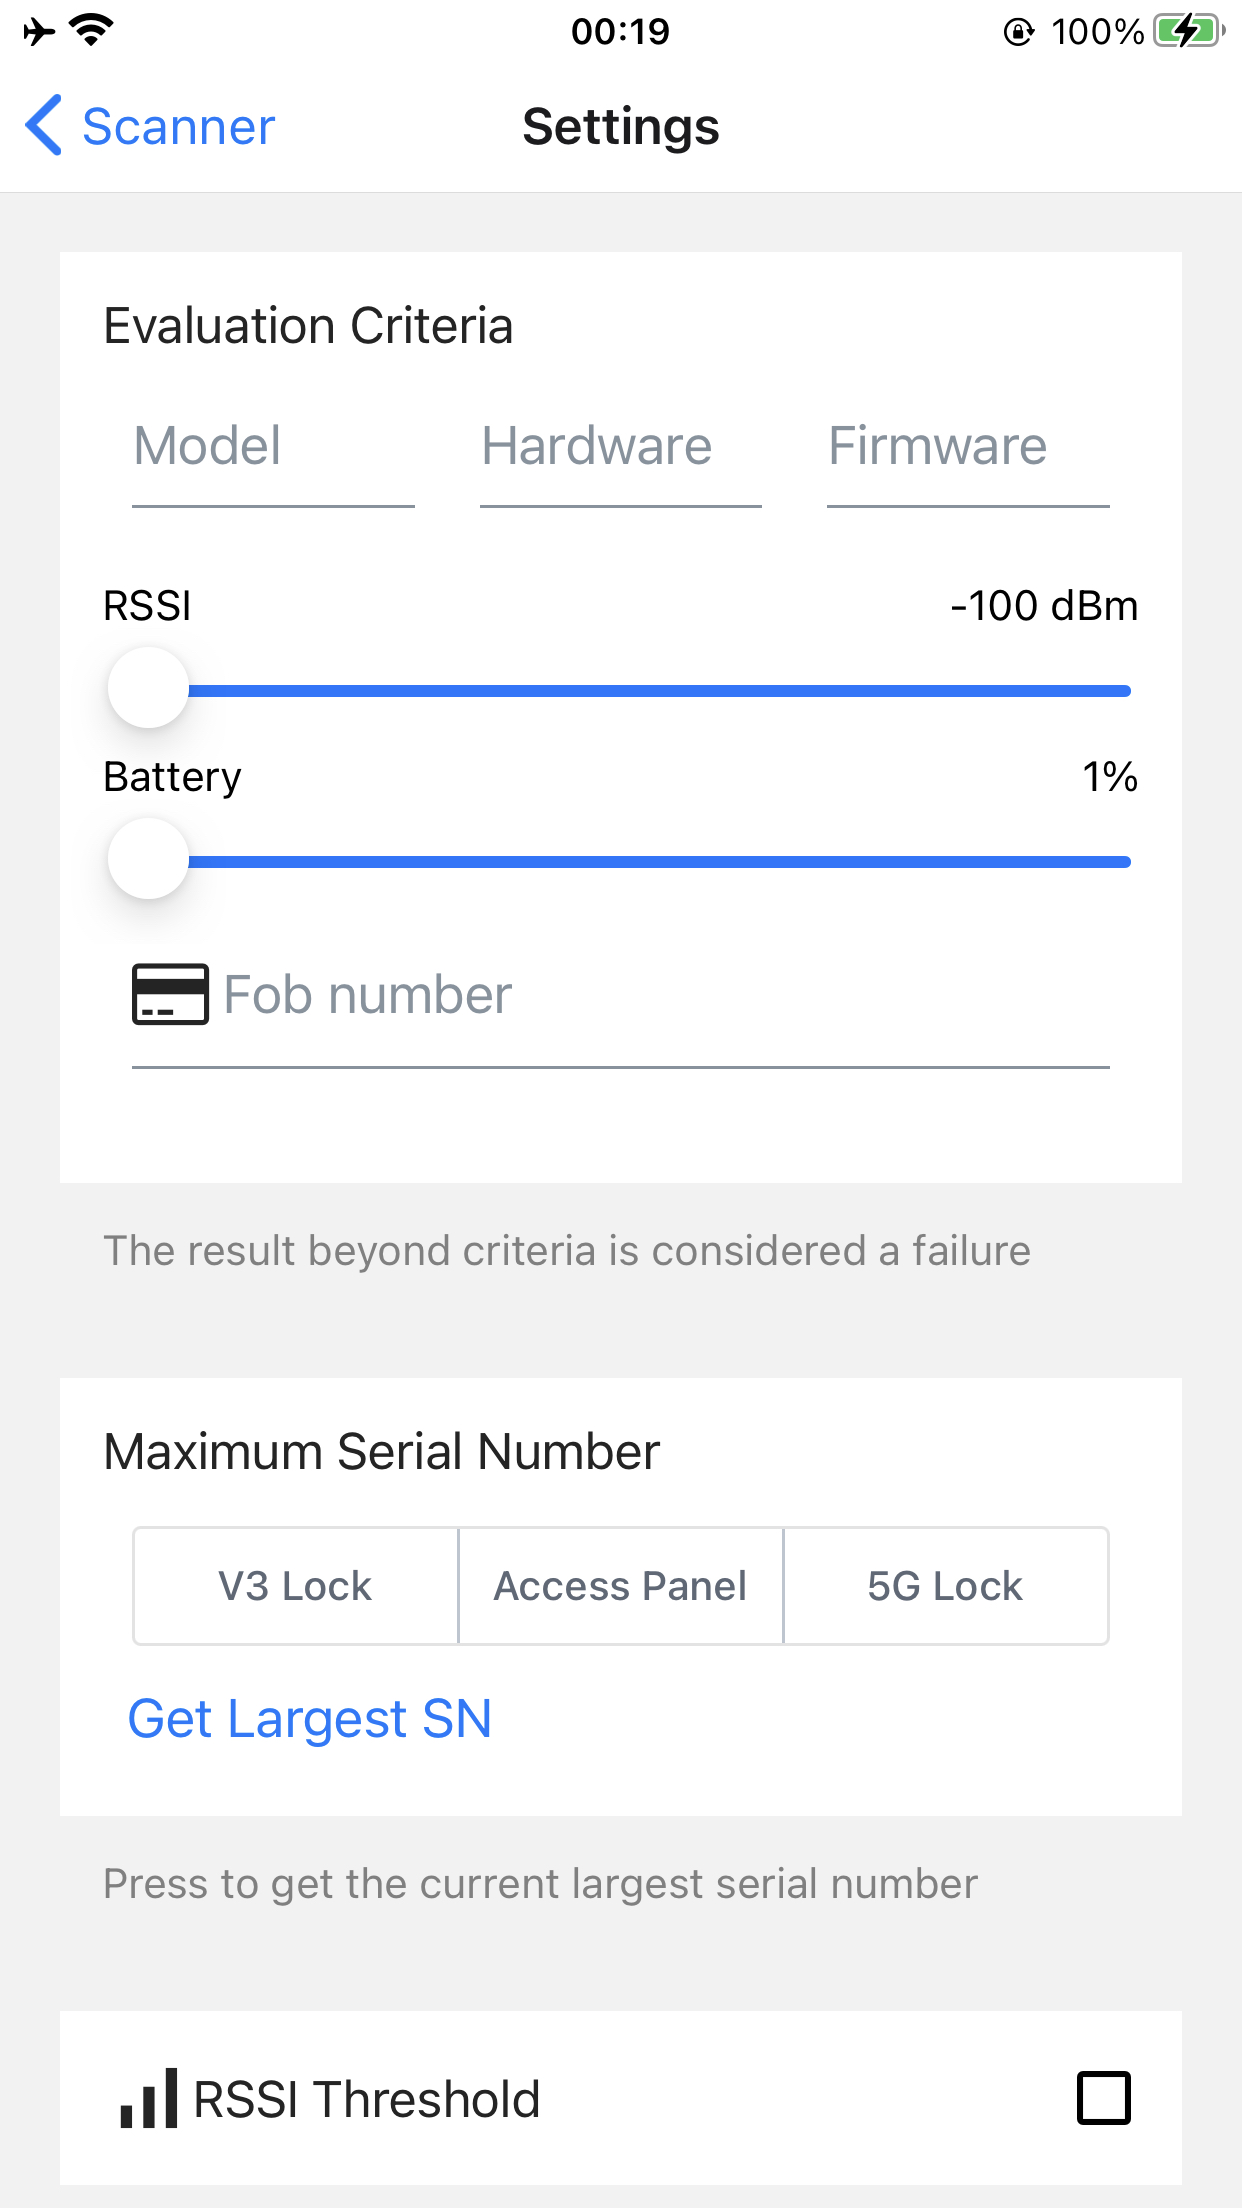 00:19
100%
Scanner
Settings
Evaluation Criteria
Model Hardware Firmware
RSSI -100 dBm
Battery 1%
Fob number
The result beyond criteria is considered a failure
Maximum Serial Number
V3 Lock Access Panel 5G Lock
Get Largest SN
Press to get the current largest serial number
RSSI Threshold